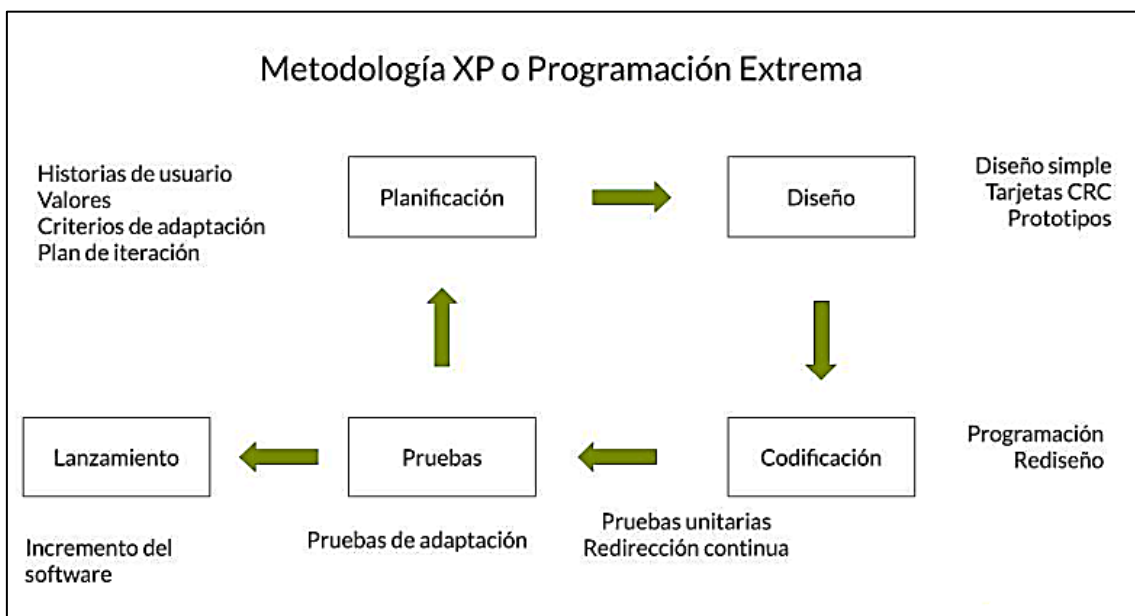 Metodología XP o Programación Extrema
Historias de usuario
Valores
Criterios de adaptación
Plan de iteración
Planificación
Diseño
Diseño simple
Tarjetas CRC
Prototipos
Lanzamiento
Pruebas
Codificación
Programación
Rediseño
Incremento del
software
Pruebas de adaptación
Pruebas unitarias
Redirección continua